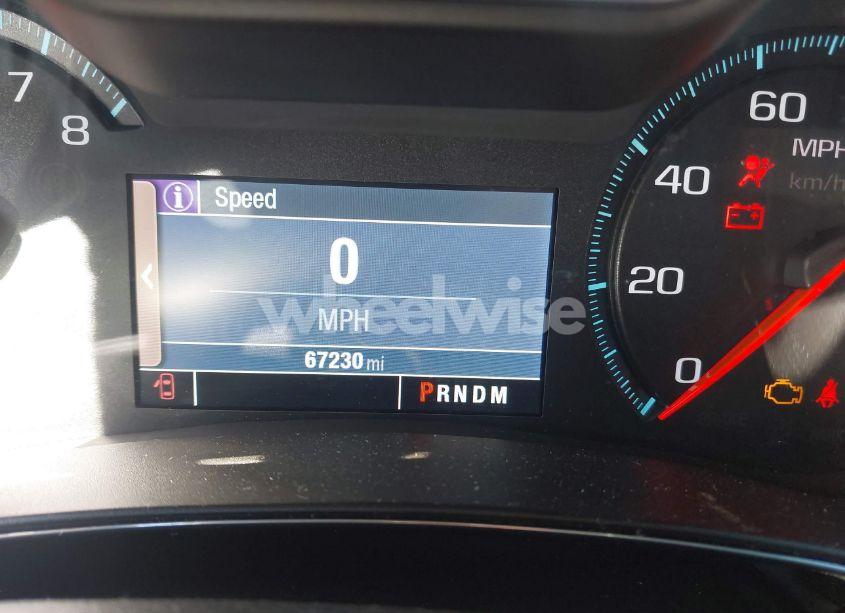 7
8
60
MPH
km/h
40
20
0
i Speed
0
MPH
67230 mi
PRNDM
wheelwise